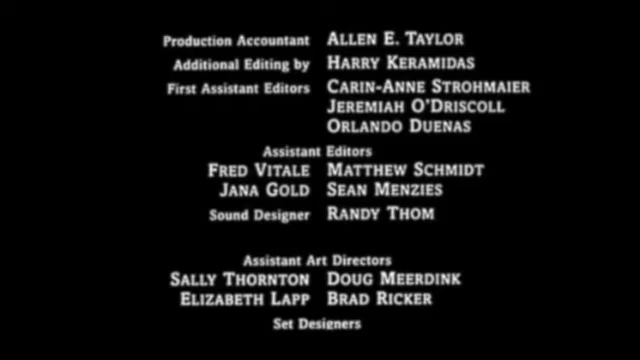 Production Accountant ALLEN E. TAYLOR
Additional Editing by HARRY KERAMIDAS
First Assistant Editors CARIN-ANNE STROHMAIER
JEREMIAH O'DRISCOLL
ORLANDO DUENAS
Assistant Editors
FRED VITALE MATTHEW SCHMIDT
JANA GOLD SEAN MENZIES
Sound Designer RANDY THOM
Assistant Art Directors
SALLY THORNTON DOUG MEERDINK
ELIZABETH LAPP BRAD RICKER
Set Designers